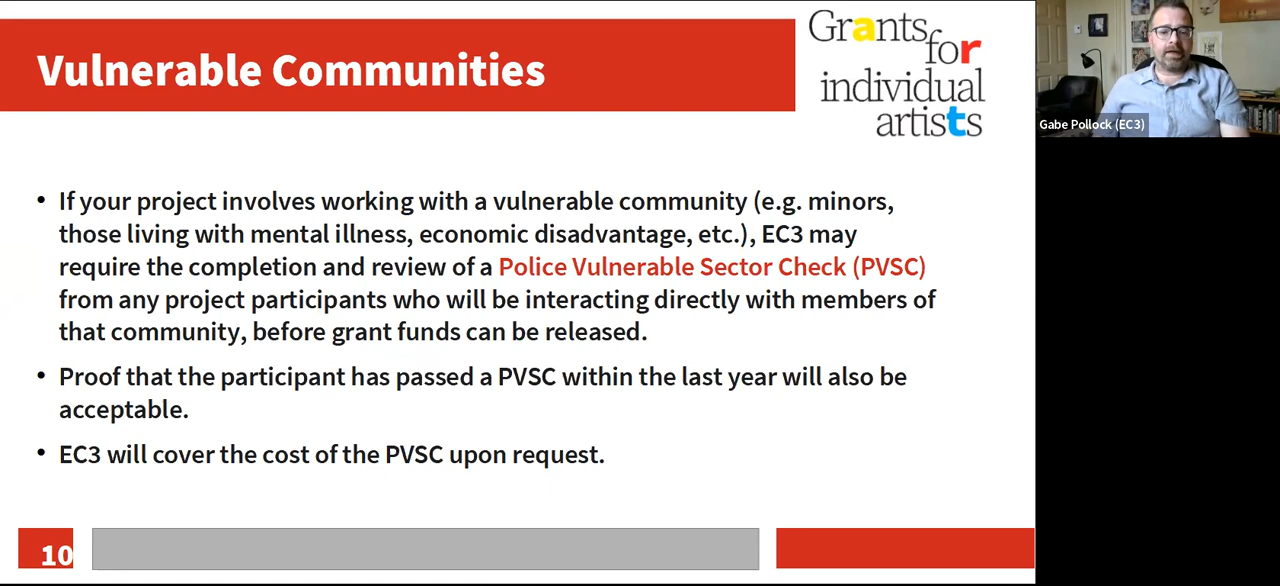 Vulnerable Communities
Grants
for
individual
artists
Gabe Pollock (EC3)
• If your project involves working with a vulnerable community (e.g. minors,
those living with mental illness, economic disadvantage, etc.), EC3 may
require the completion and review of a Police Vulnerable Sector Check (PVSC)
from any project participants who will be interacting directly with members of
that community, before grant funds can be released.
• Proof that the participant has passed a PVSC within the last year will also be
acceptable.
• EC3 will cover the cost of the PVSC upon request.
10